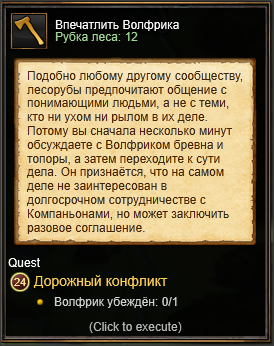 Впечатлить Волфрика
Рубка леса: 12
Подобно любому другому сообществу,
лесорубы предпочитают общение с
понимающими людьми, а не с теми,
кто ни ухом ни рылом в их деле.
Потому вы сначала несколько минут
обсуждаете с Волфриком бревна и
топоры, а затем переходите к сути
дела. Он признаётся, что на самом
деле не заинтересован в
долгосрочном сотрудничестве с
Компаньонами, но может заключить
разовое соглашение.
Quest
24 Дорожный конфликт
Волфрик убеждён: 0/1
(Click to execute)